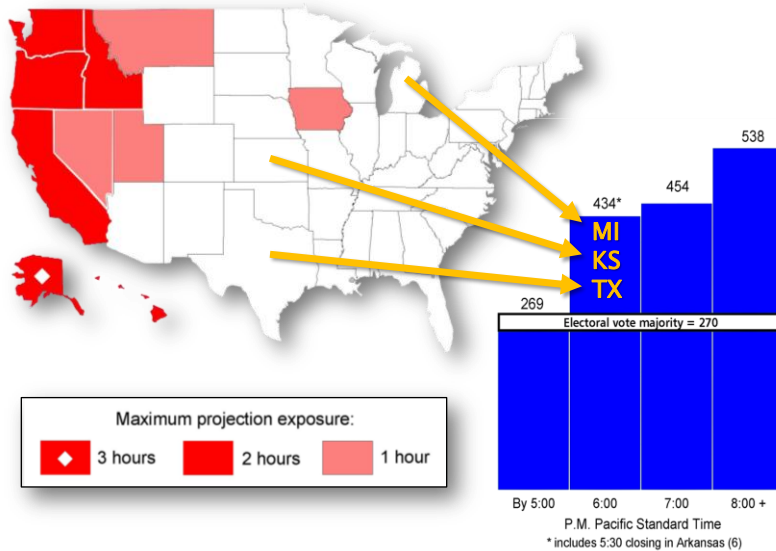 538
454
434*
MI
KS
TX
269
Electoral vote majority = 270
Maximum projection exposure:
3 hours
2 hours
1 hour
By 5:00
6:00
7:00
8:00 +
P.M. Pacific Standard Time
* includes 5:30 closing in Arkansas (6)